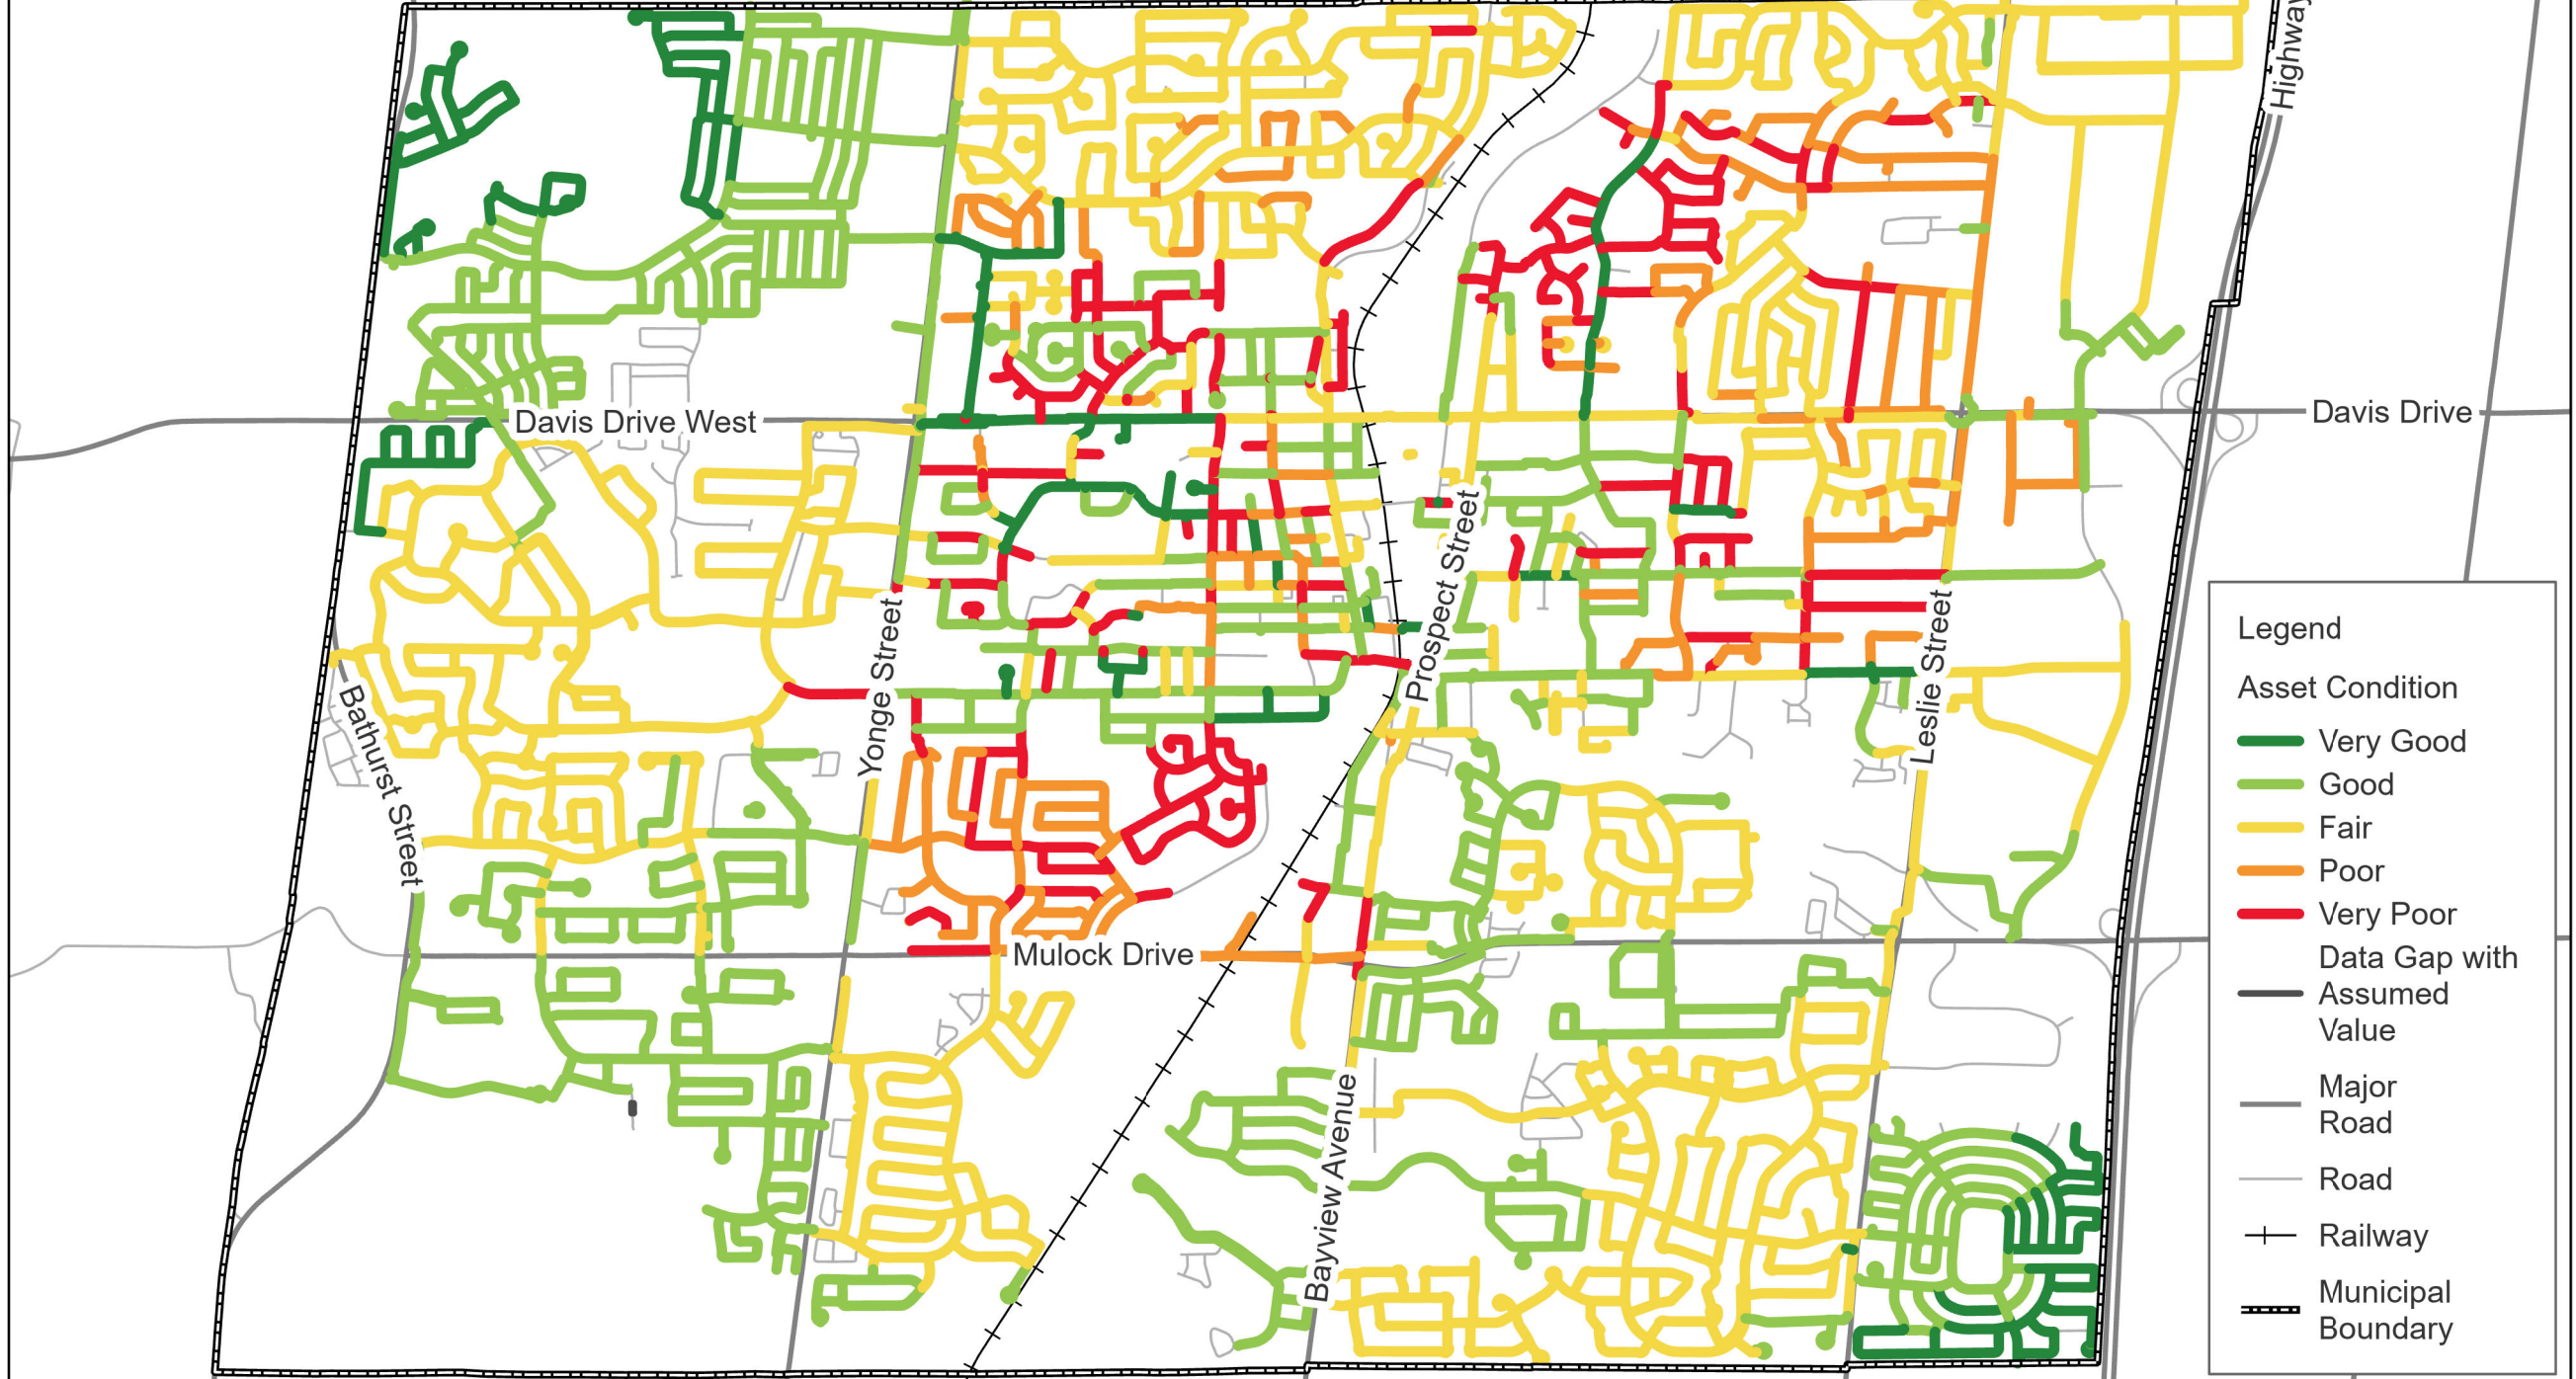 Highway
Davis Drive West
Davis Drive
Prospect Street
Yonge Street
Leslie Street
Bathurst Street
Mulock Drive
Bayview Avenue
Legend
Asset Condition
Very Good
Good
Fair
Poor
Very Poor
Data Gap with
Assumed
Value
Major
Road
Road
Railway
Municipal
Boundary